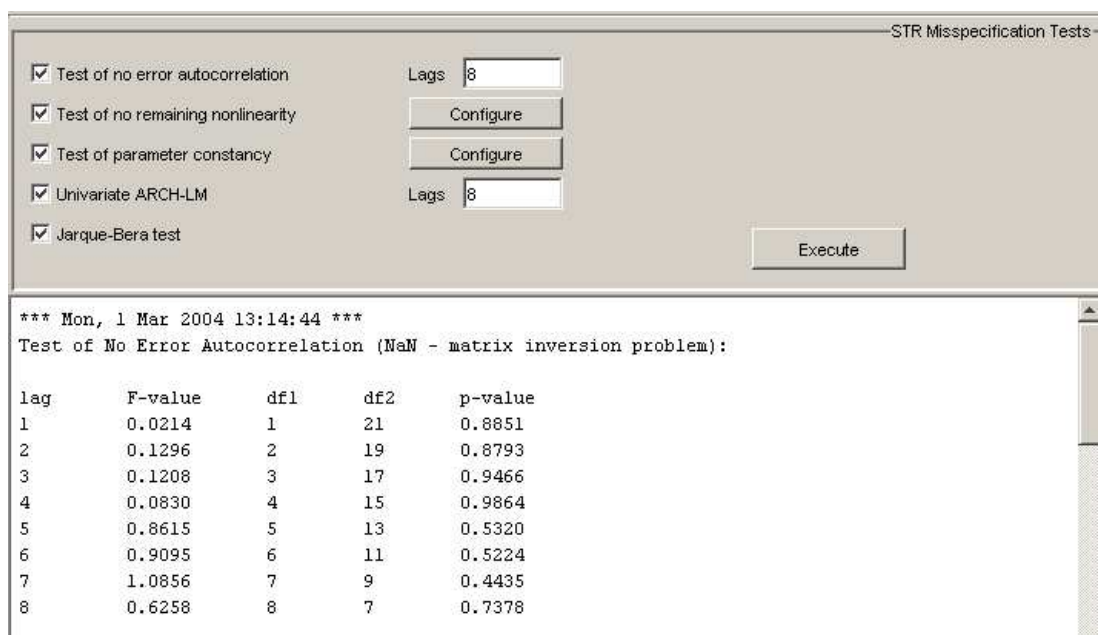 STR Misspecification Tests
Test of no error autocorrelation Lags 8
Test of no remaining nonlinearity Configure
Test of parameter constancy Configure
Univariate ARCH-LM Lags 8
Jarque-Bera test
Execute
*** Mon, 1 Mar 2004 13:14:44 ***
Test of No Error Autocorrelation (NaN - matrix inversion problem):
lag F-value df1 df2 p-value
1 0.0214 1 21 0.8851
2 0.1296 2 19 0.8793
3 0.1208 3 17 0.9466
4 0.0830 4 15 0.9864
5 0.8615 5 13 0.5320
6 0.9095 6 11 0.5224
7 1.0856 7 9 0.4435
8 0.6258 8 7 0.7378